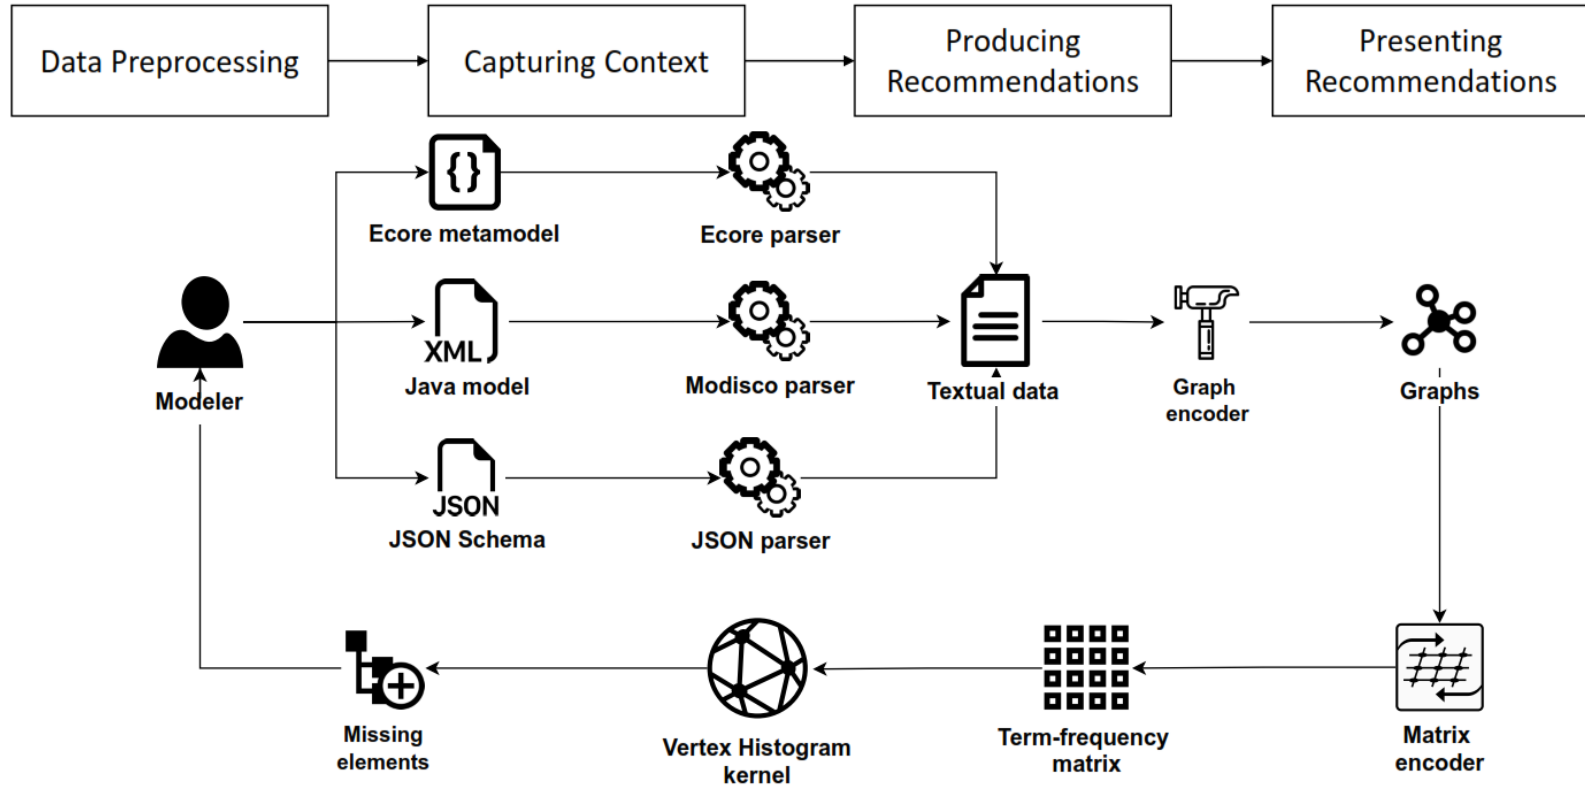 Data Preprocessing
Capturing Context
Producing
Recommendations
Presenting
Recommendations
{}
Ecore metamodel
Ecore parser
XML
Java model
Modisco parser
Modeler
Textual data
Graph
encoder
Graphs
JSON
JSON Schema
JSON parser
Missing
elements
Vertex Histogram
kernel
Term-frequency
matrix
Matrix
encoder